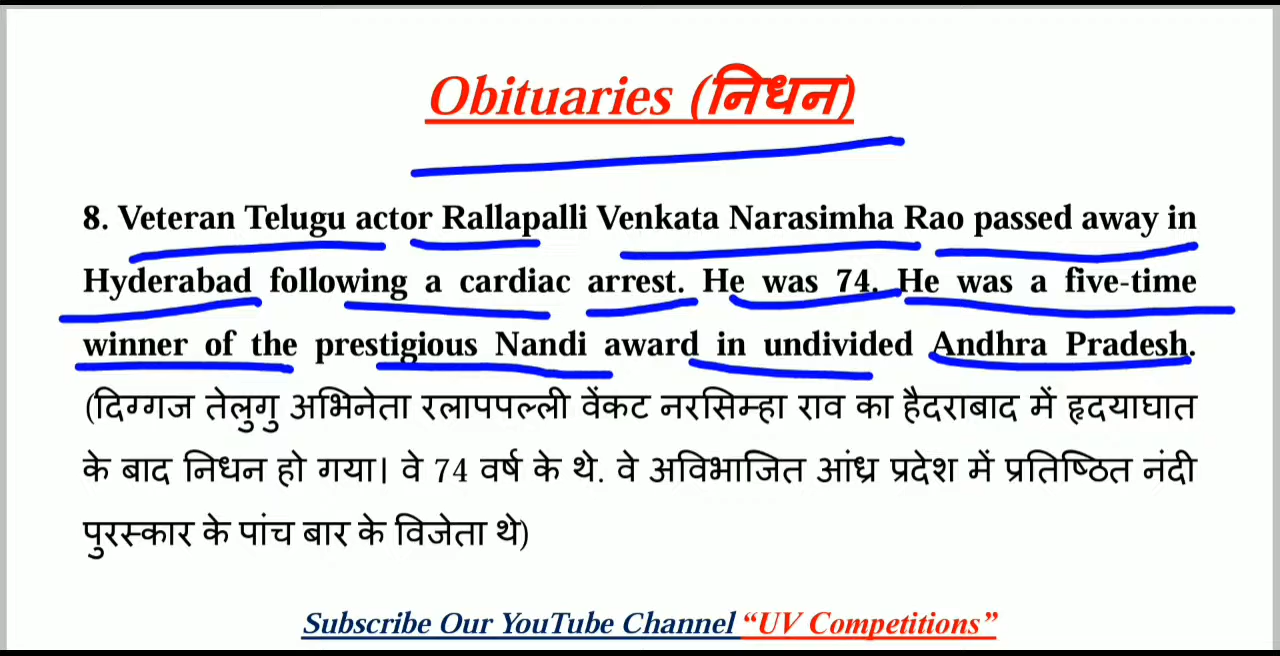 Obituaries (निधन)
8. Veteran Telugu actor Rallapalli Venkata Narasimha Rao passed away in
Hyderabad following a cardiac arrest. He was 74. He was a five-time
winner of the prestigious Nandi award in undivided Andhra Pradesh.
(दिग्गज तेलुगु अभिनेता रलापपल्ली वेंकट नरसिम्हा राव का हैदराबाद में हृदयाघात
के बाद निधन हो गया। वे 74 वर्ष के थे. वे अविभाजित आंध्र प्रदेश में प्रतिष्ठित नंदी
पुरस्कार के पांच बार के विजेता थे)
Subscribe Our YouTube Channel “UV Competitions”